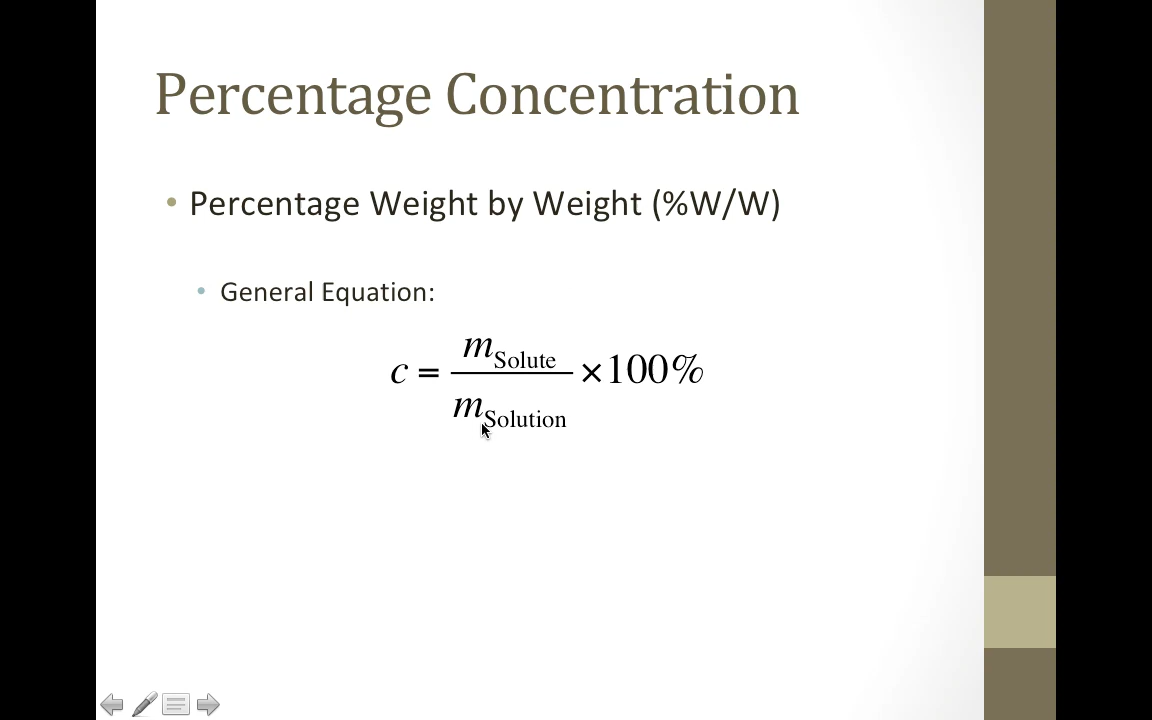 Percentage Concentration
• Percentage Weight by Weight (%W/W)
• General Equation:
c = m_Solute / m_Solution ×100%